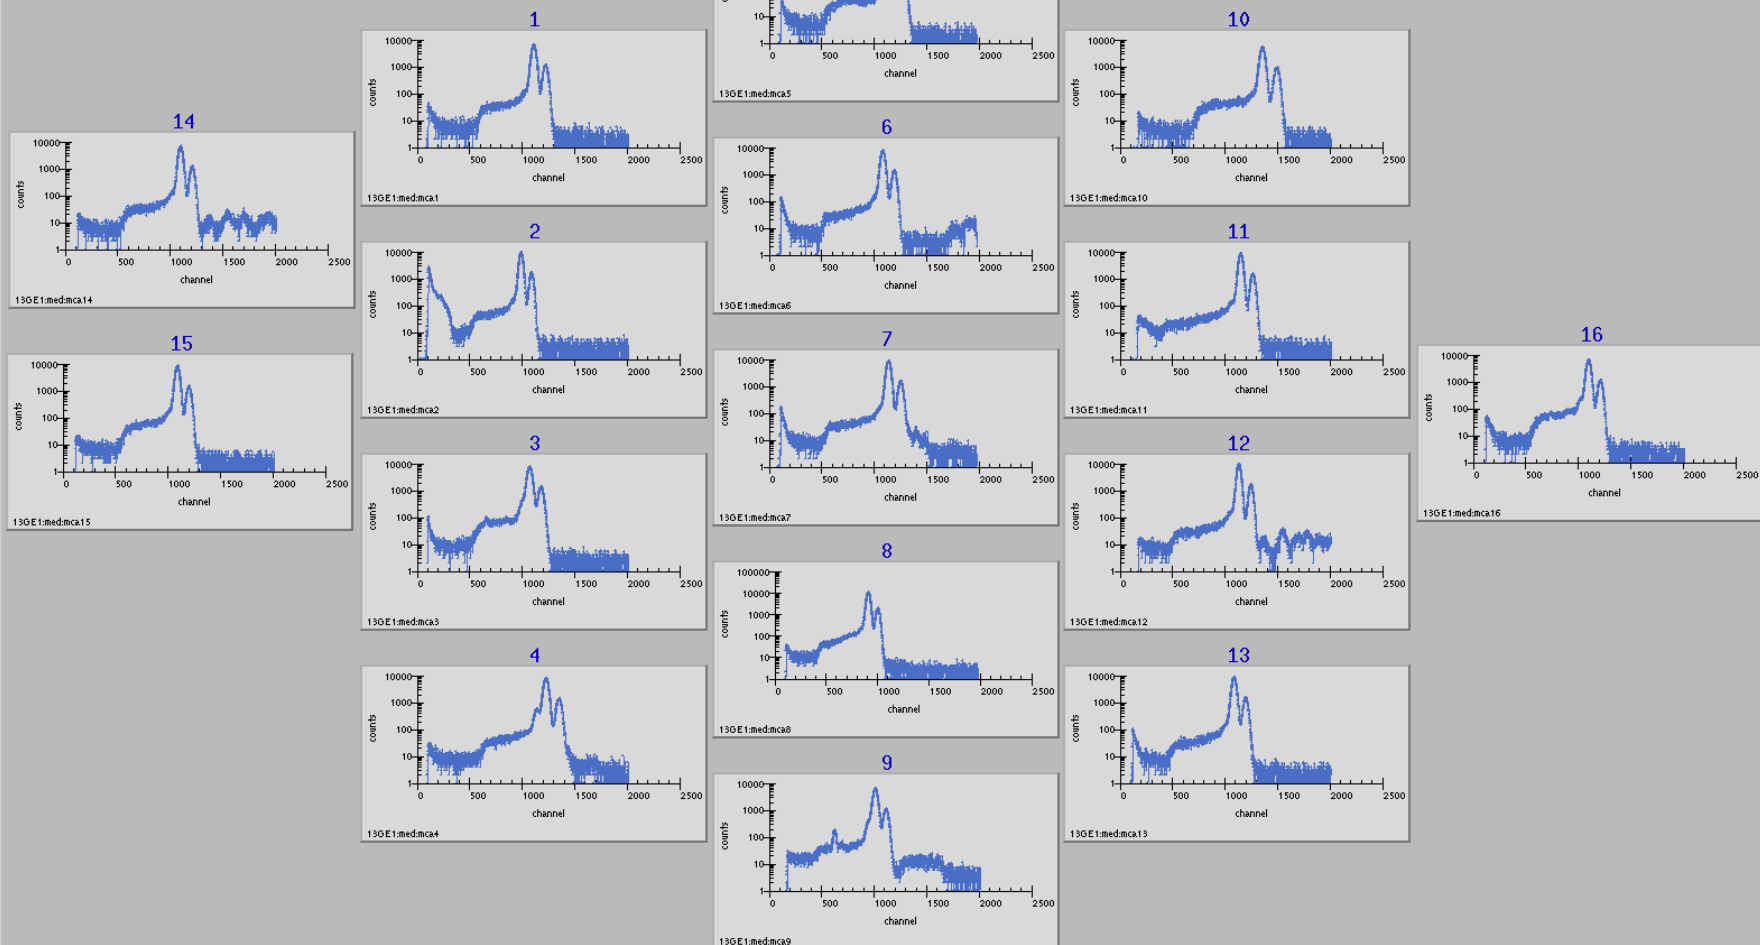 14
10000
1000
100
10
1
counts
0 500 1000 1500 2000 2500
channel
13GE1:med:mca14
15
10000
1000
100
10
1
counts
0 500 1000 1500 2000 2500
channel
13GE1:med:mca15
1
10000
1000
100
10
1
counts
0 500 1000 1500 2000 2500
channel
13GE1:med:mca1
2
10000
1000
100
10
1
counts
0 500 1000 1500 2000 2500
channel
13GE1:med:mca2
3
10000
1000
100
10
1
counts
0 500 1000 1500 2000 2500
channel
13GE1:med:mca3
4
10000
1000
100
10
1
counts
0 500 1000 1500 2000 2500
channel
13GE1:med:mca4
10
1
0 500 1000 1500 2000 2500
channel
13GE1:med:mca5
6
10000
1000
100
10
1
counts
0 500 1000 1500 2000 2500
channel
13GE1:med:mca6
7
10000
1000
100
10
1
counts
0 500 1000 1500 2000 2500
channel
13GE1:med:mca7
8
100000
10000
1000
100
10
1
counts
0 500 1000 1500 2000 2500
channel
13GE1:med:mca8
9
10000
1000
100
10
1
counts
0 500 1000 1500 2000 2500
channel
13GE1:med:mca9
10
10000
1000
100
10
1
counts
0 500 1000 1500 2000 2500
channel
13GE1:med:mca10
11
10000
1000
100
10
1
counts
0 500 1000 1500 2000 2500
channel
13GE1:med:mca11
12
10000
1000
100
10
1
counts
0 500 1000 1500 2000 2500
channel
13GE1:med:mca12
13
10000
1000
100
10
1
counts
0 500 1000 1500 2000 2500
channel
13GE1:med:mca13
16
10000
1000
100
10
1
counts
0 500 1000 1500 2000 2500
channel
13GE1:med:mca16